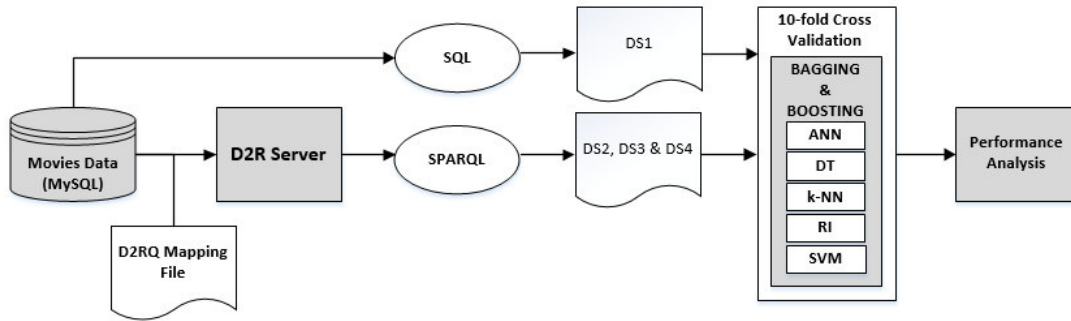 SQL
DS1
10-fold Cross
Validation
BAGGING
&
BOOSTING
ANN
DT
k-NN
RI
SVM
Movies Data
(MySQL)
D2R Server
SPARQL
DS2, DS3 & DS4
Performance
Analysis
D2RQ Mapping
File